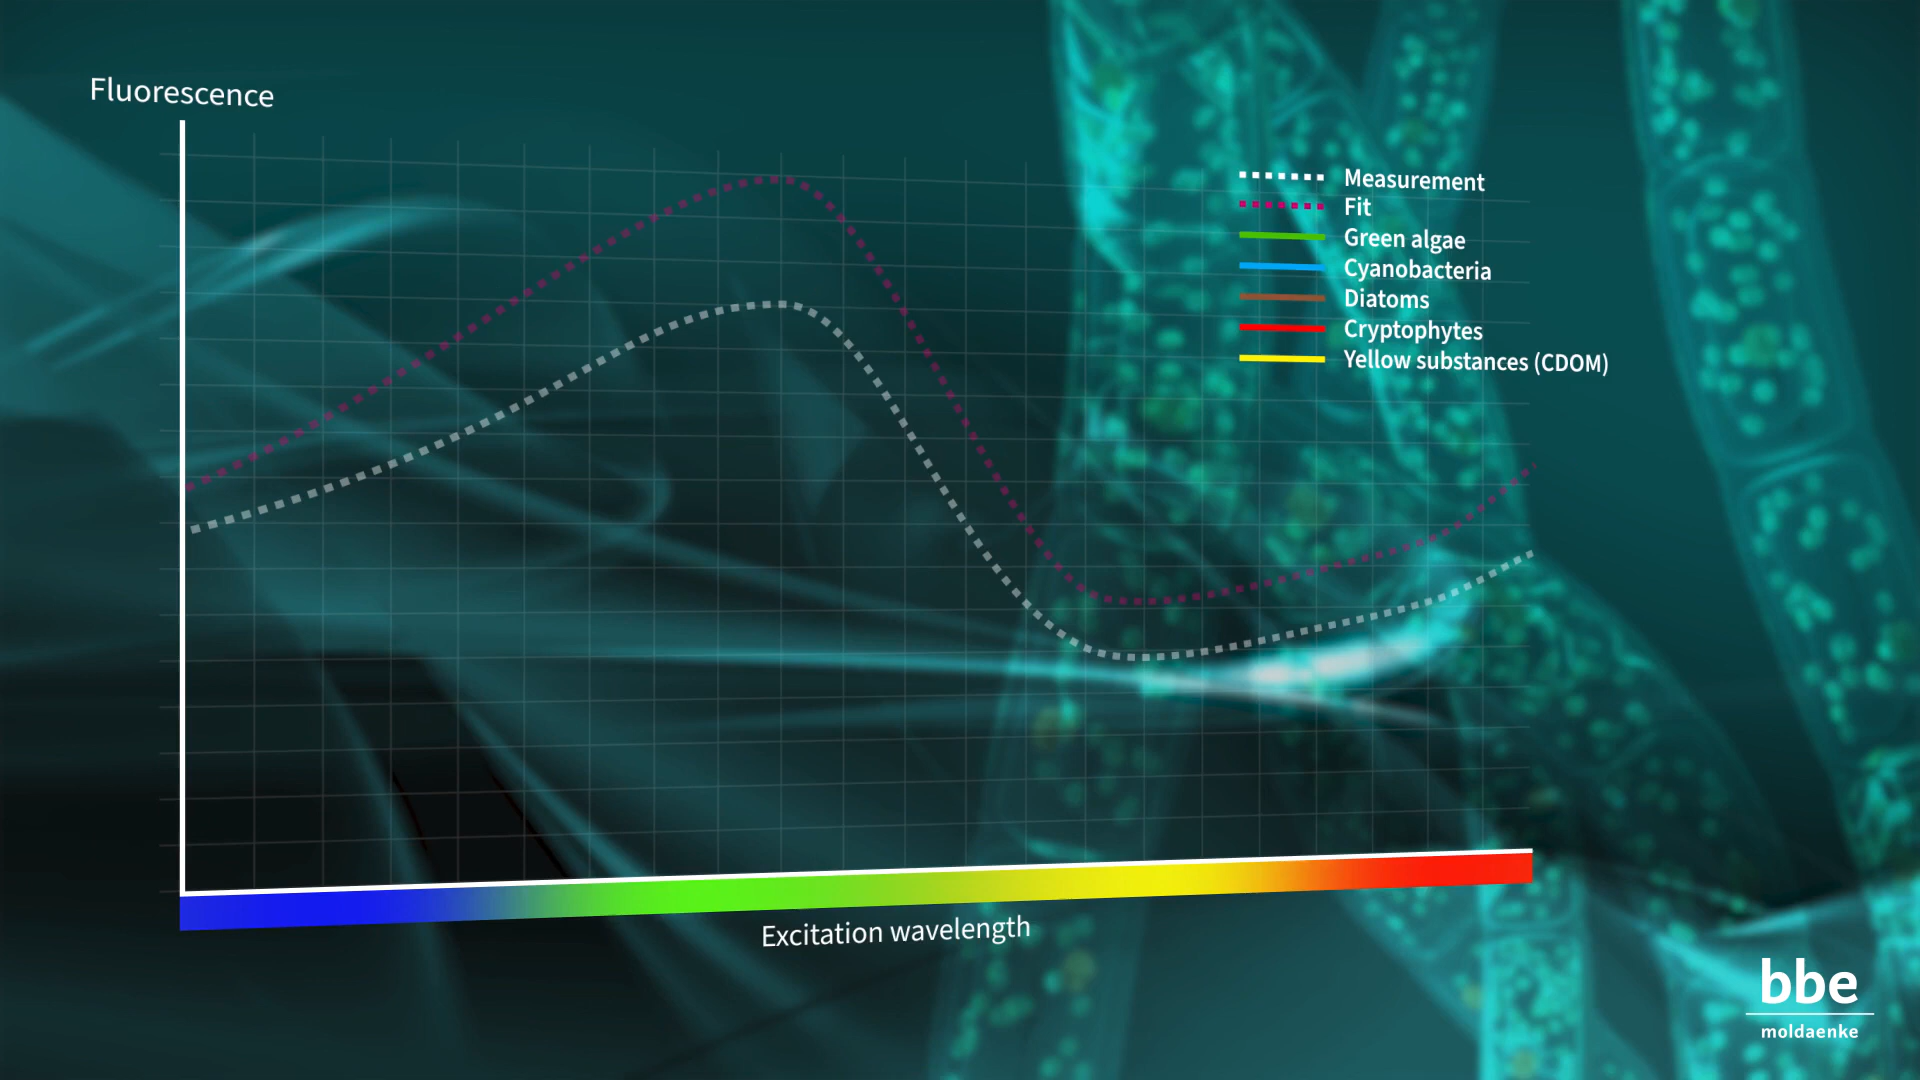 Fluorescence
Measurement
Fit
Green algae
Cyanobacteria
Diatoms
Cryptophytes
Yellow substances (CDOM)
Excitation wavelength
bbe
moldaenke